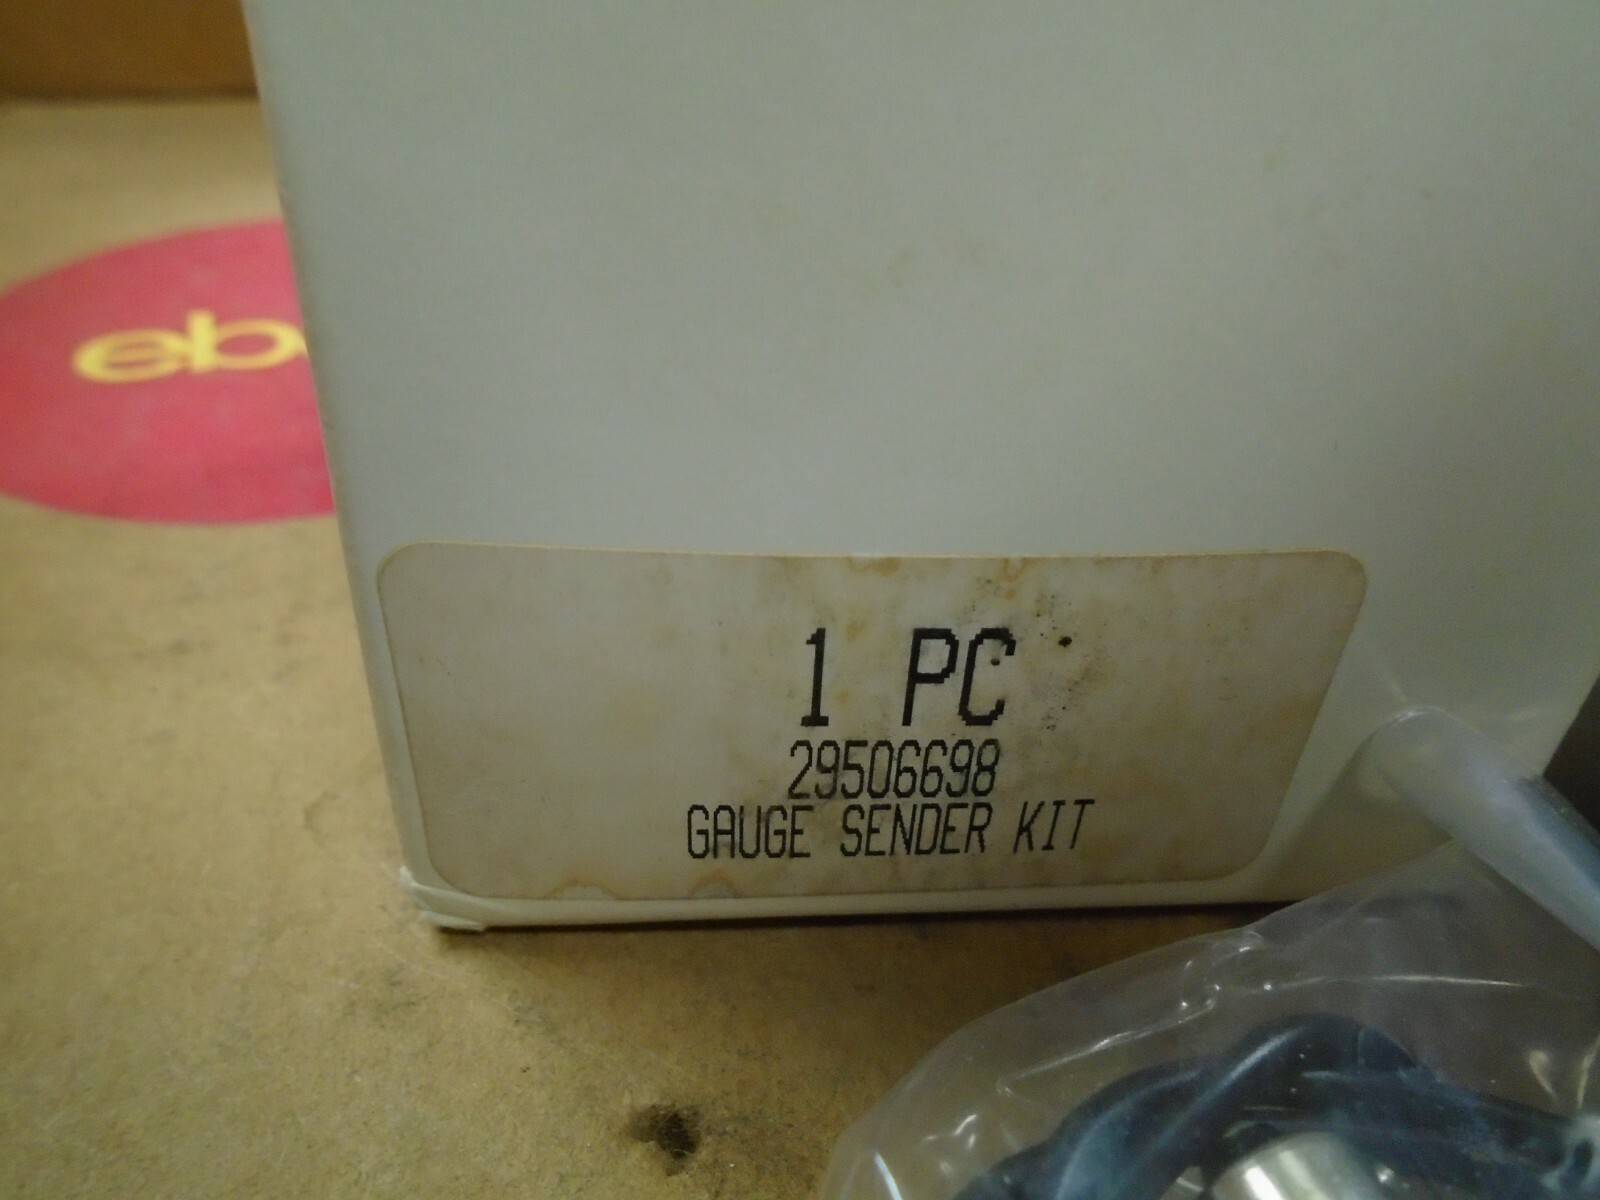 eb
1 PC
29506698
GAUGE SENDER KIT